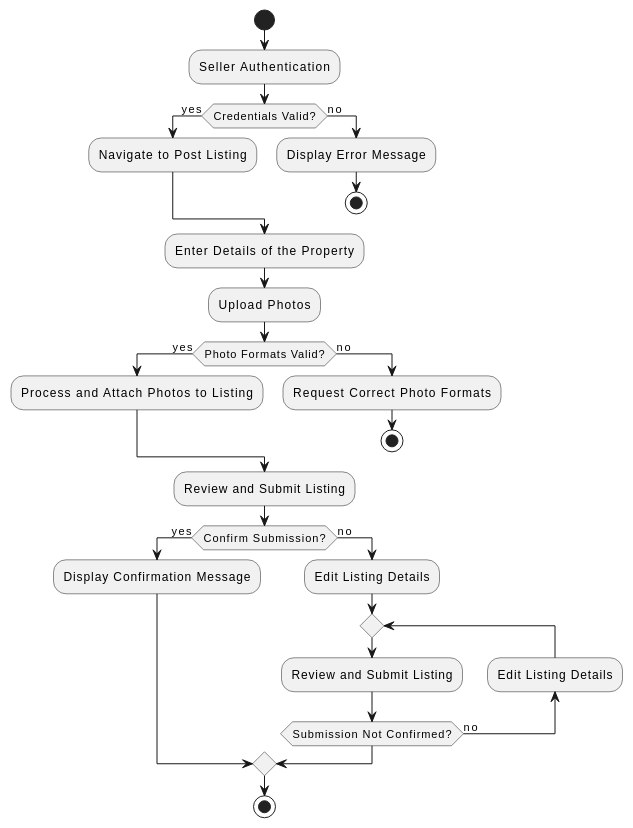 Seller Authentication
yes
Credentials Valid?
no
Navigate to Post Listing
Display Error Message
Enter Details of the Property
Upload Photos
yes
Photo Formats Valid?
no
Process and Attach Photos to Listing
Request Correct Photo Formats
Review and Submit Listing
yes
Confirm Submission?
no
Display Confirmation Message
Edit Listing Details
Review and Submit Listing
Edit Listing Details
Submission Not Confirmed?
no